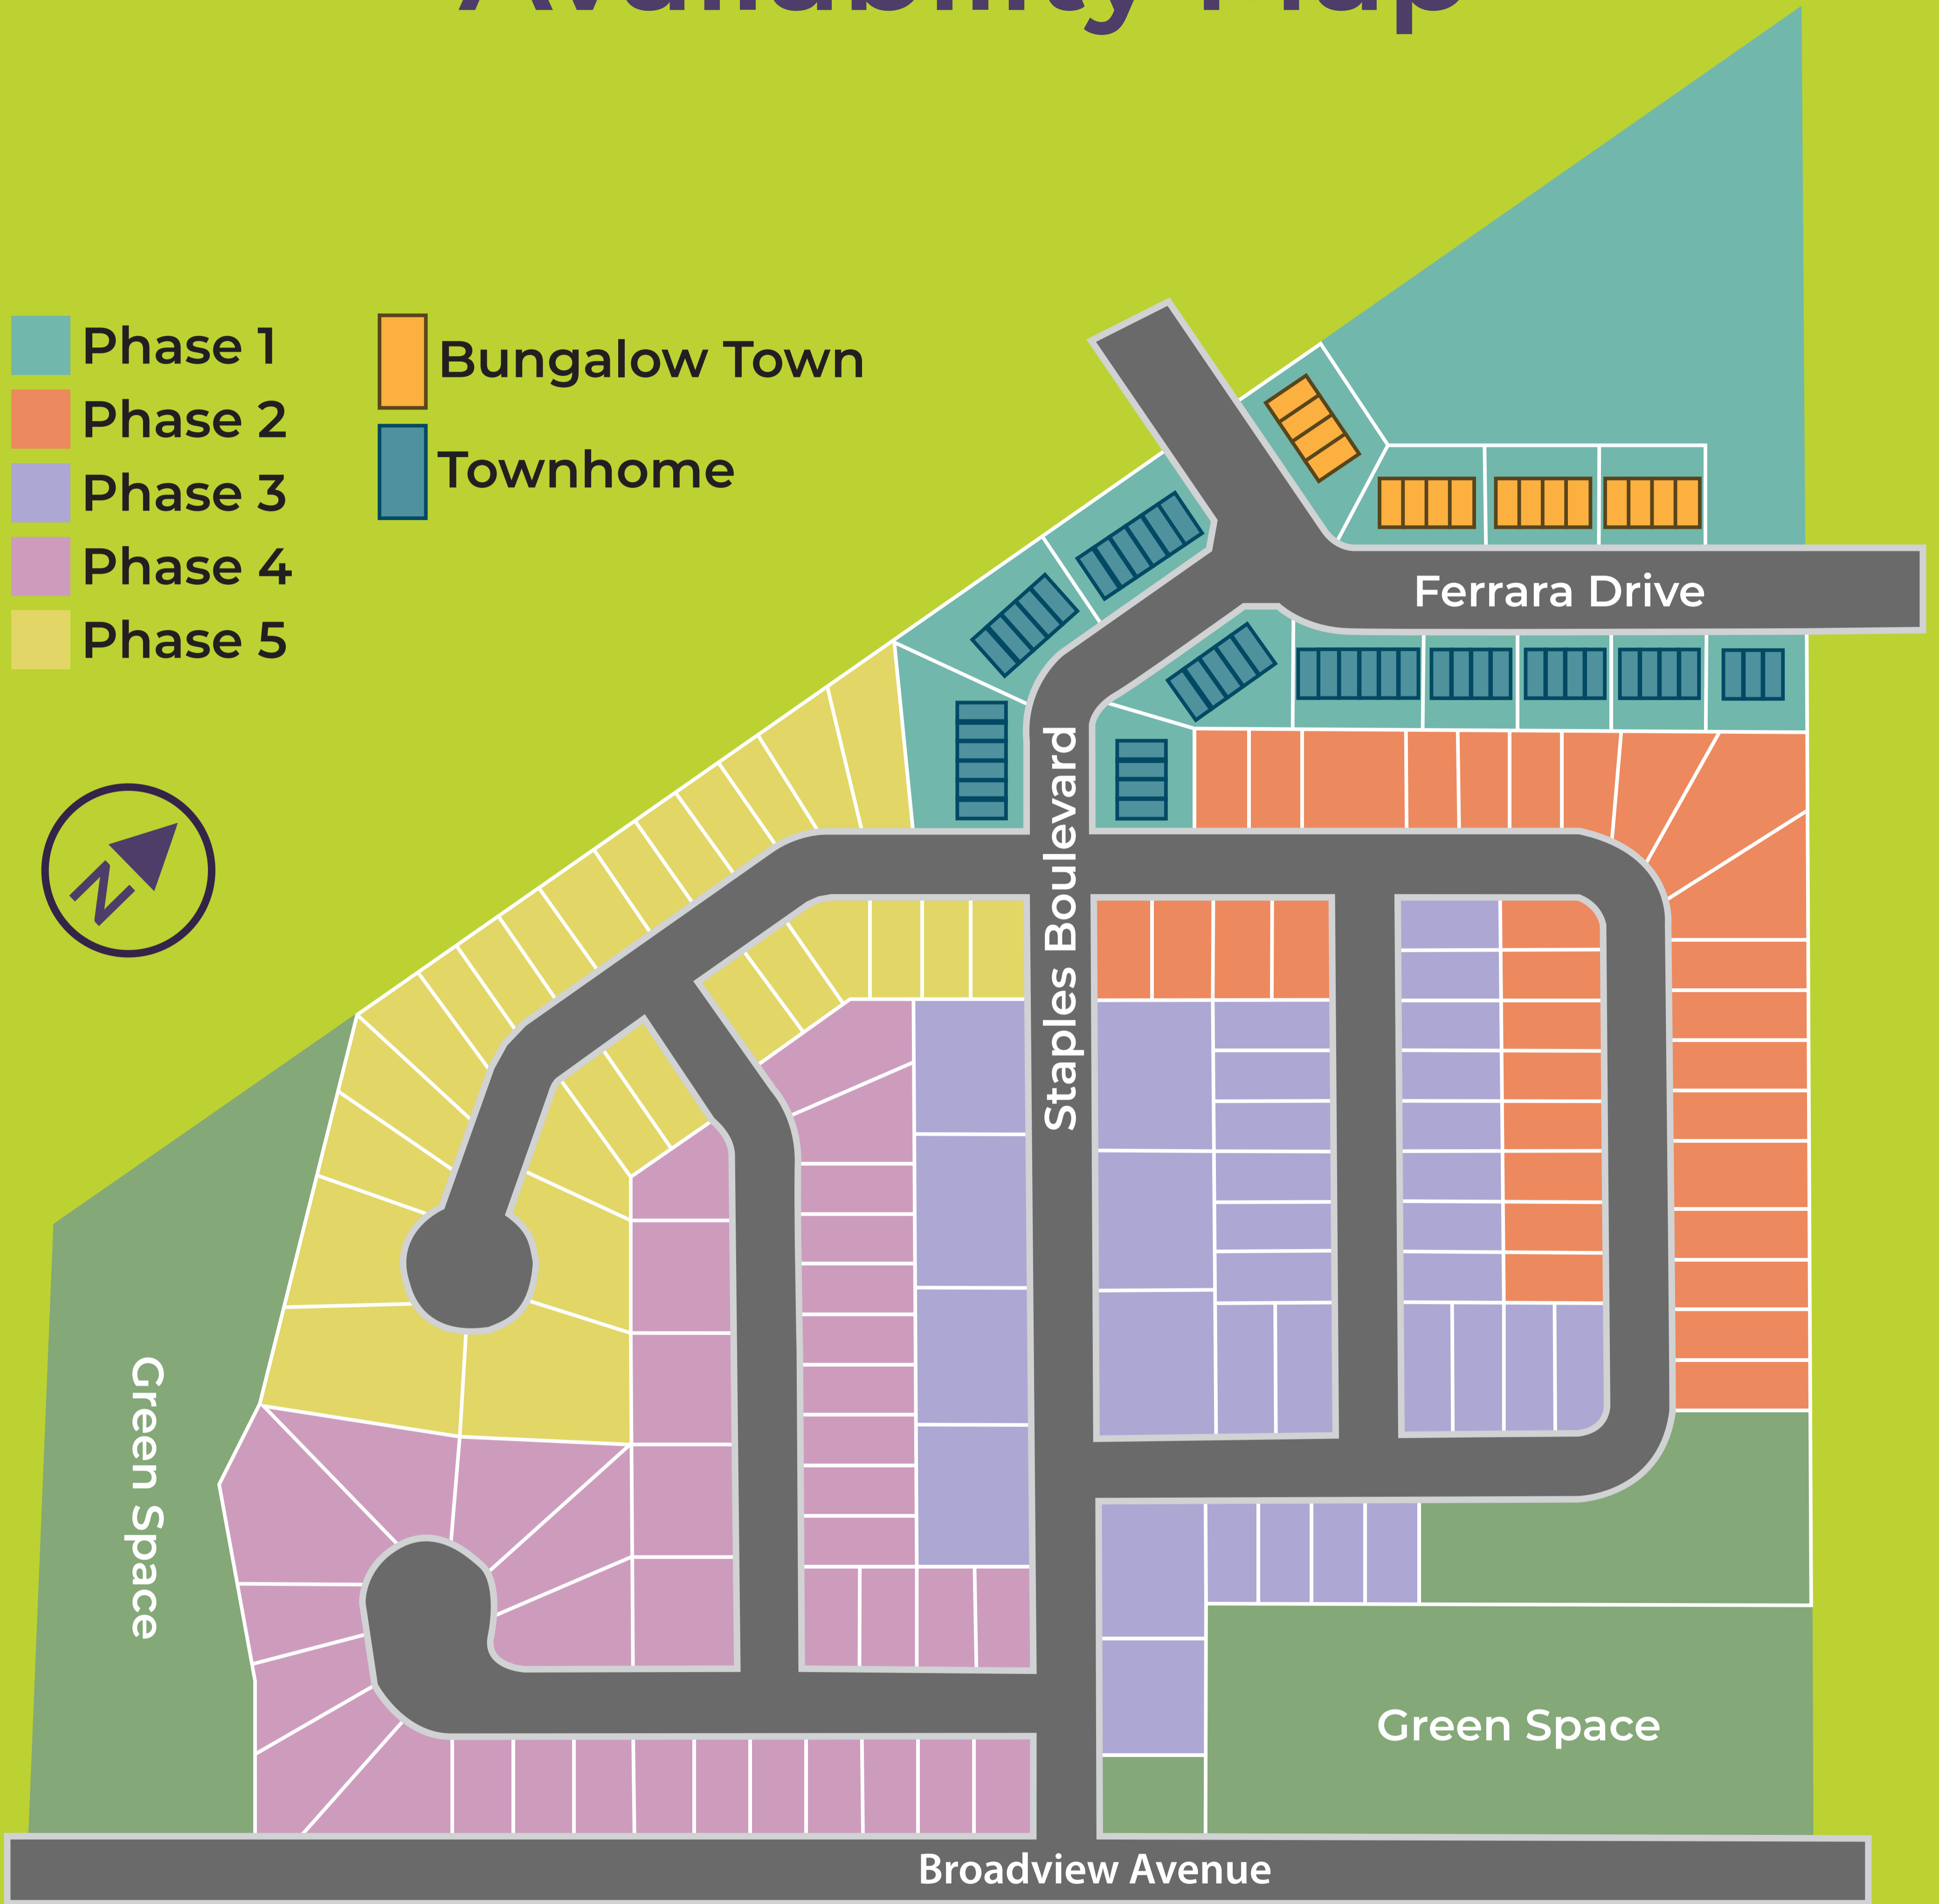 Phase 1
Phase 2
Phase 3
Phase 4
Phase 5
Bungalow Town
Townhome
N
Ferrara Drive
Staples Boulevard
Green Space
Green Space
Broadview Avenue